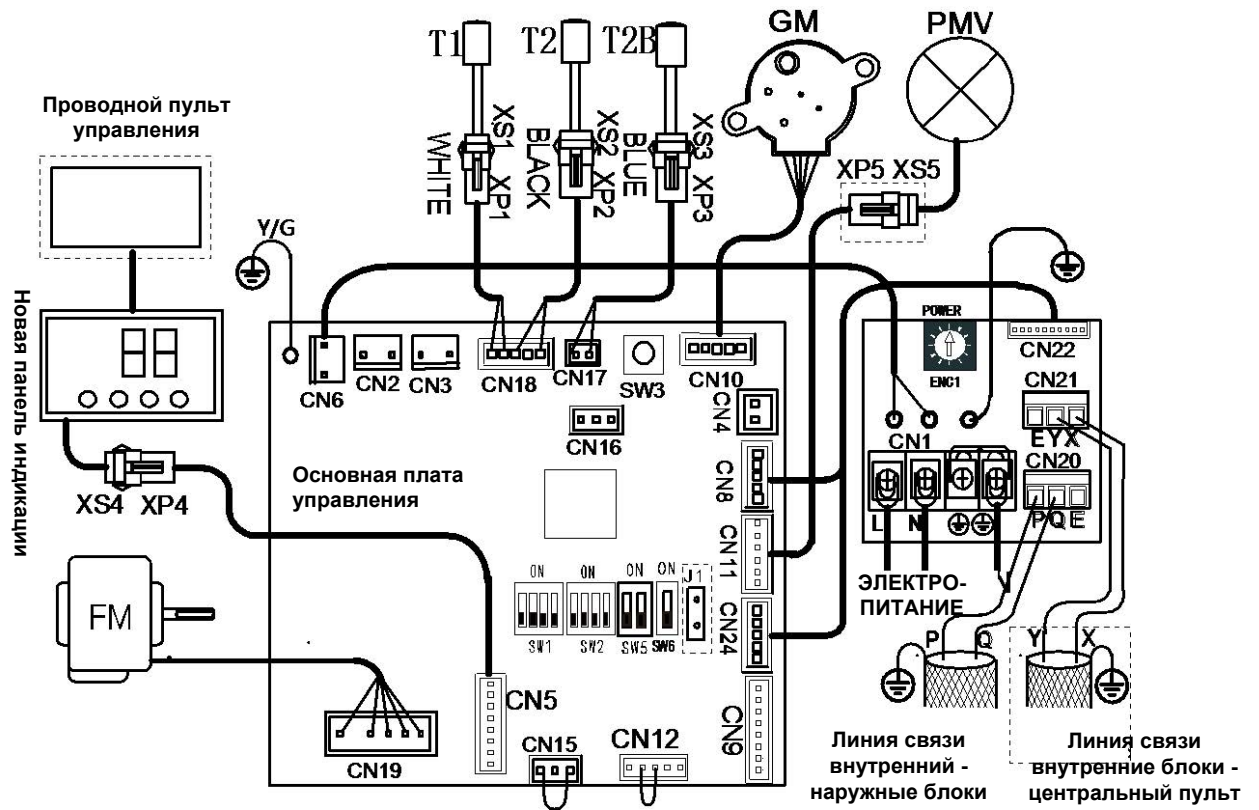 T1
T2
T2B
GM
PMV
Проводной пульт
управления
XS1
XP1
WHITE
XS2
XP2
BLACK
XS3
XP3
BLUE
XP5 XS5
Y/G
Новая панель индикации
POWER
ENC1
CN22
CN21
EYX
CN20
PQE
CN1
L
N
CN6
CN2
CN3
CN18
CN17
SW3
CN10
CN4
CN16
CN8
CN11
CN24
CN9
Основная плата
управления
XS4
XP4
ON
ON
ON
ON
J1
SW1
SW2
SW5
SW6
FM
CN5
CN19
CN15
CN12
ЭЛЕКТРО-
ПИТАНИЕ
P
Q
Y
X
Линия связи
внутренний -
наружные блоки
Линия связи
внутренние блоки -
центральный пульт